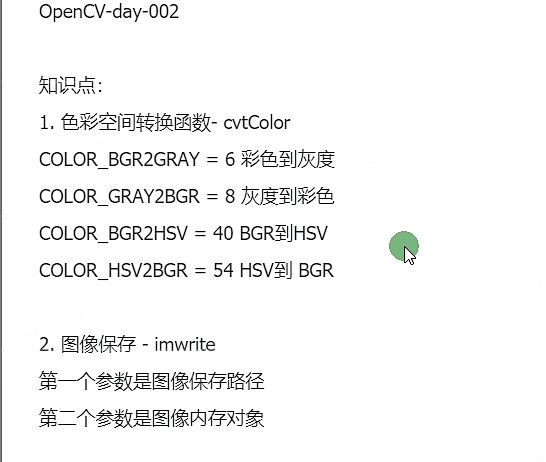 OpenCV-day-002
知识点：
1. 色彩空间转换函数- cvtColor
COLOR_BGR2GRAY = 6 彩色到灰度
COLOR_GRAY2BGR = 8 灰度到彩色
COLOR_BGR2HSV = 40 BGR到HSV
COLOR_HSV2BGR = 54 HSV到 BGR
2. 图像保存 - imwrite
第一个参数是图像保存路径
第二个参数是图像内存对象